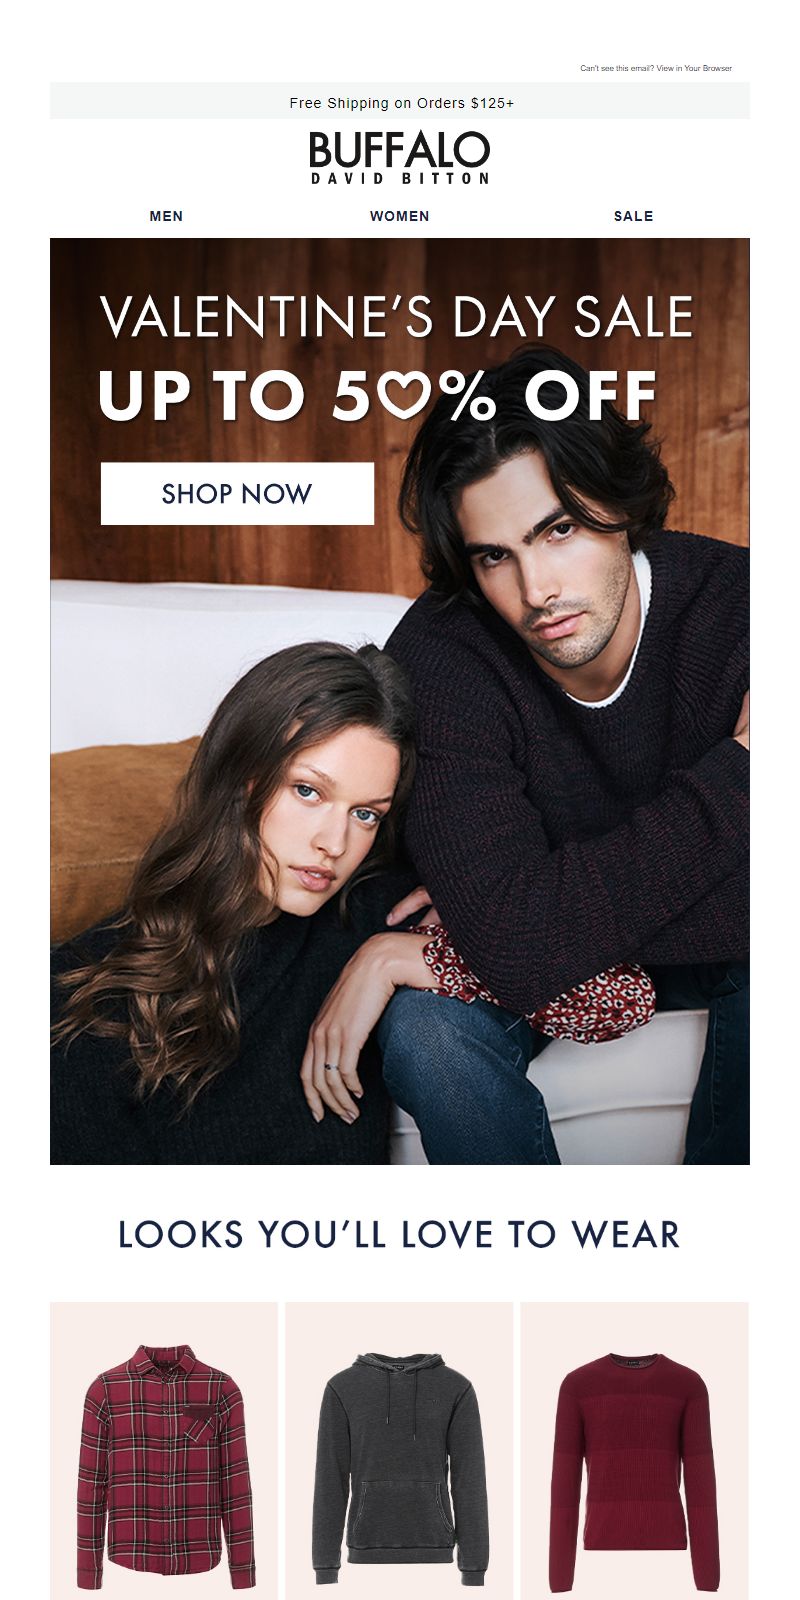 Can't see this email? View in Your Browser
Free Shipping on Orders $125+
BUFFALO
DAVID BITTON
MEN WOMEN SALE
VALENTINE'S DAY SALE
UP TO 50% OFF
SHOP NOW
LOOKS YOU'LL LOVE TO WEAR